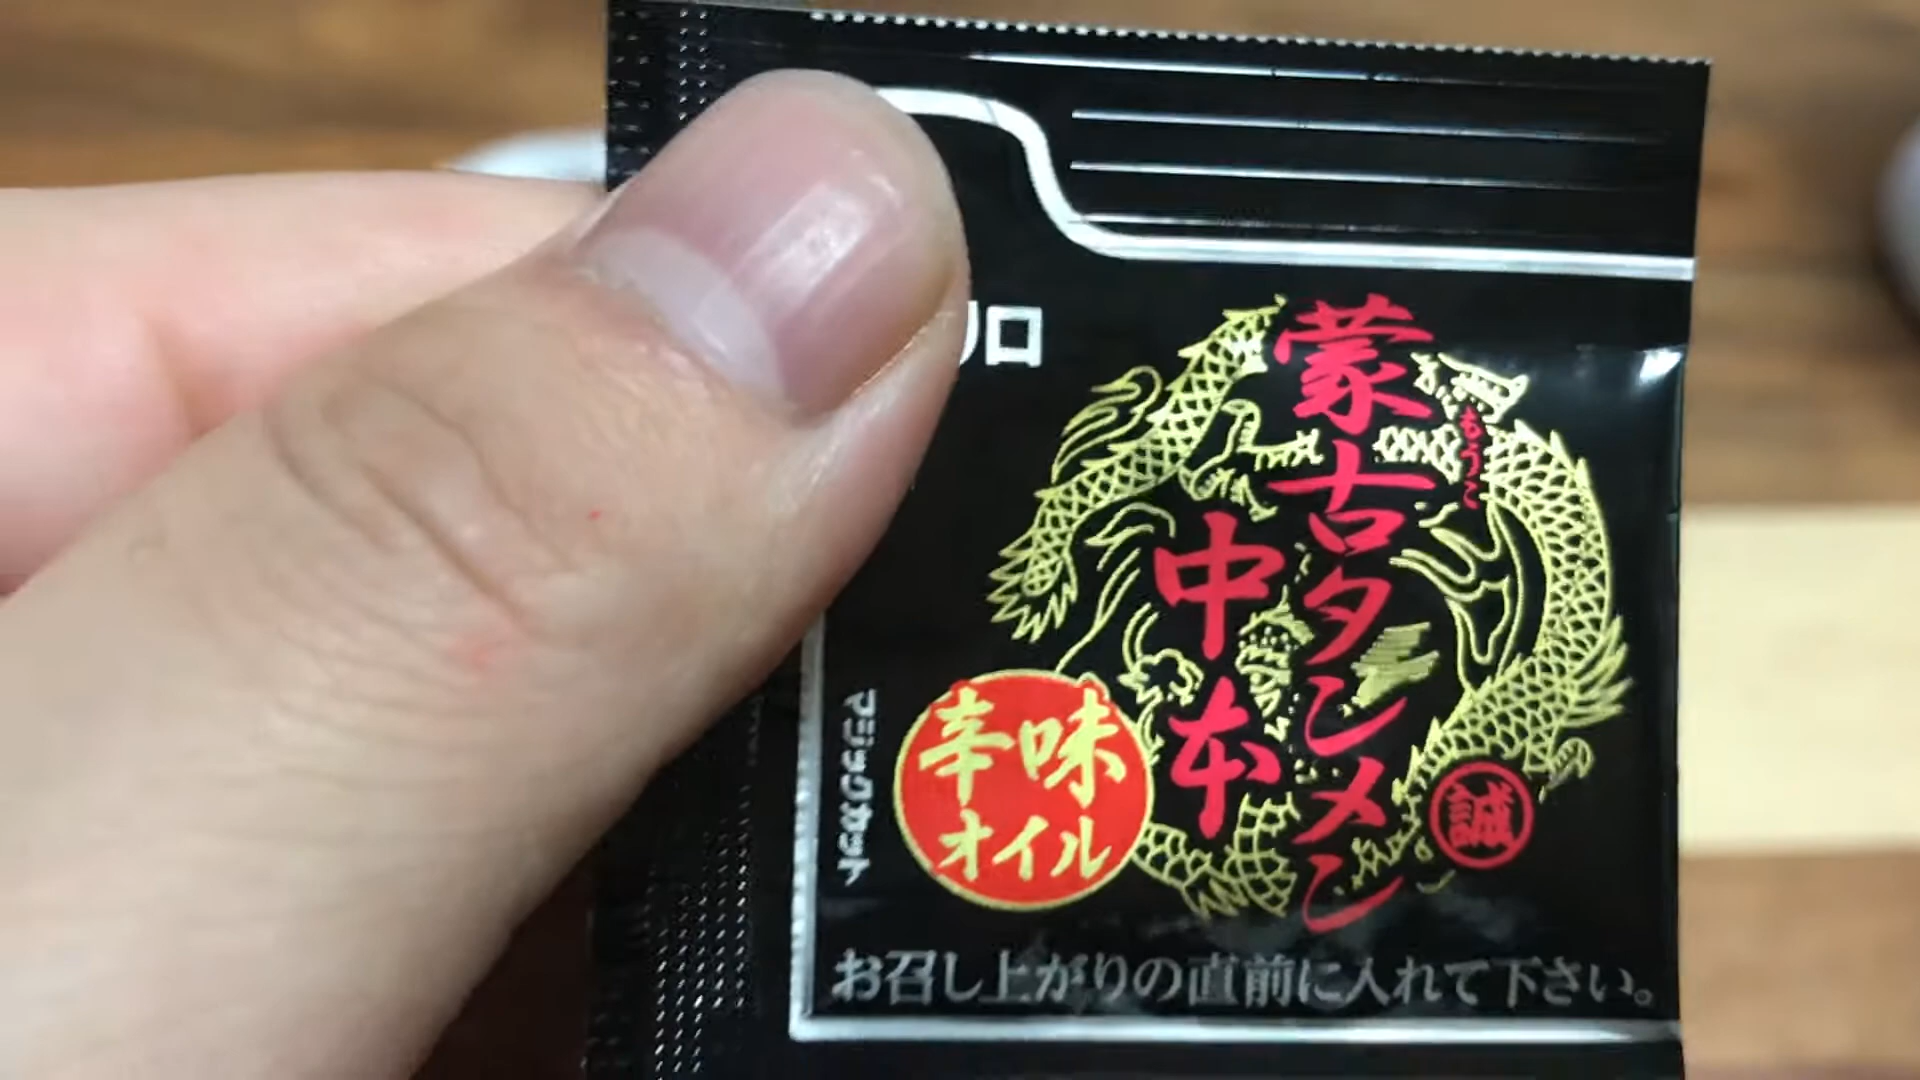 リ口
蒙古タンメン
もうこ
中本
誠
辛味
オイル
マジックカット
お召し上がりの直前に入れて下さい。